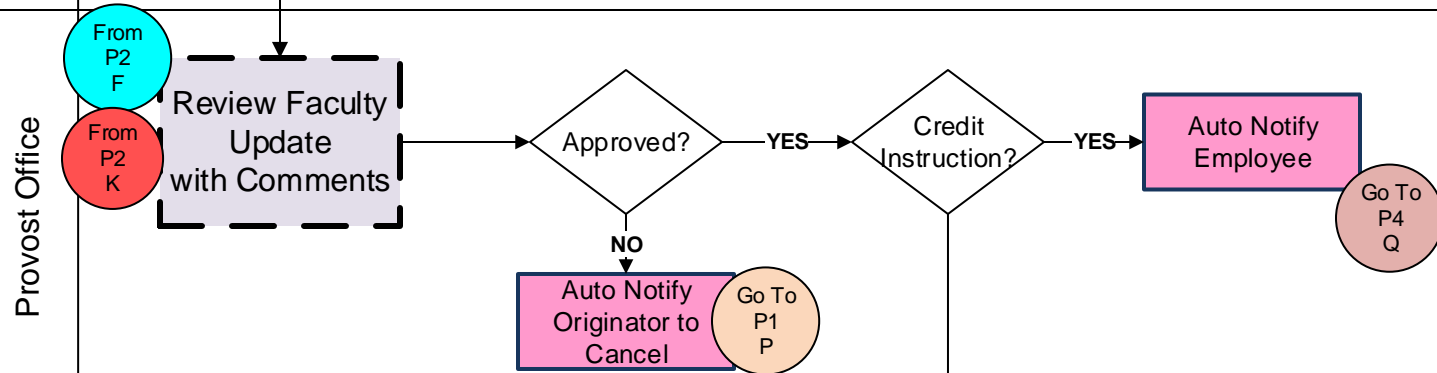 Provost Office
From
P2
F
From
P2
K
Review Faculty
Update
with Comments
Approved?
YES
NO
Auto Notify
Originator to
Cancel
Go To
P1
P
Credit
Instruction?
YES
Auto Notify
Employee
Go To
P4
Q